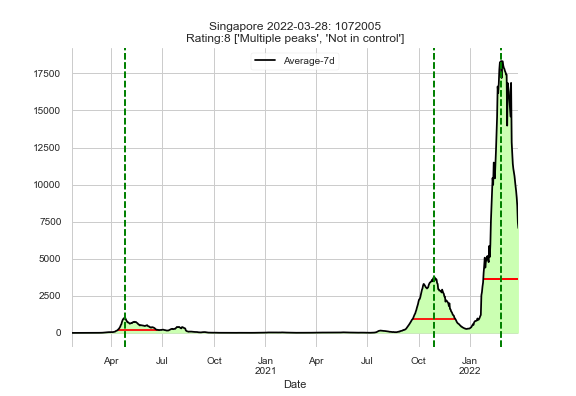 Singapore 2022-03-28: 1072005
Rating:8 ['Multiple peaks', 'Not in control']
Average-7d
17500
15000
12500
10000
7500
5000
2500
0
Apr Jul Oct Jan Apr Jul Oct Jan
2021 2022
Date